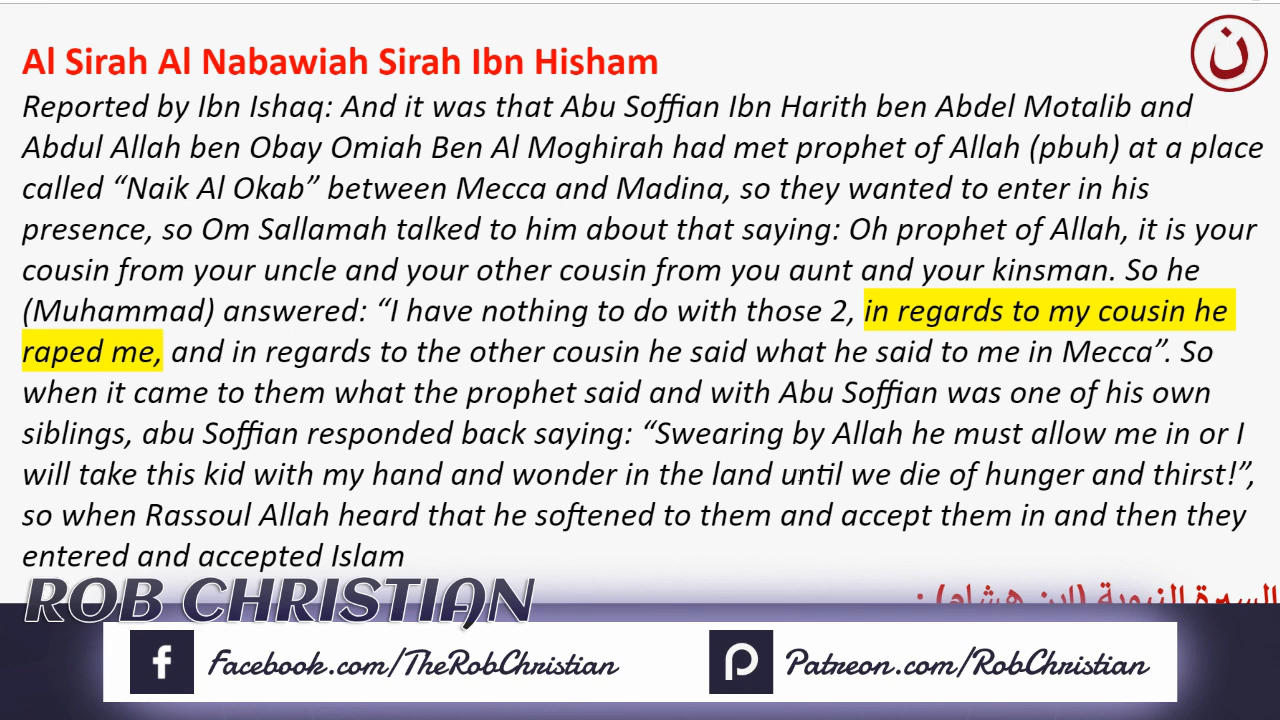 Al Sirah Al Nabawiah Sirah Ibn Hisham
ن
Reported by Ibn Ishaq: And it was that Abu Soffian Ibn Harith ben Abdel Motalib and
Abdul Allah ben Obay Omiah Ben Al Moghirah had met prophet of Allah (pbuh) at a place
called “Naik Al Okab” between Mecca and Madina, so they wanted to enter in his
presence, so Om Sallamah talked to him about that saying: Oh prophet of Allah, it is your
cousin from your uncle and your other cousin from you aunt and your kinsman. So he
(Muhammad) answered: “I have nothing to do with those 2, in regards to my cousin he
raped me, and in regards to the other cousin he said what he said to me in Mecca”. So
when it came to them what the prophet said and with Abu Soffian was one of his own
siblings, abu Soffian responded back saying: “Swearing by Allah he must allow me in or I
will take this kid with my hand and wonder in the land until we die of hunger and thirst!”,
so when Rassoul Allah heard that he softened to them and accept them in and then they
entered and accepted Islam
السيرة النبوية (ابن هشام) :
ROB CHRISTIAN
f Facebook.com/TheRobChristian
Patreon.com/RobChristian